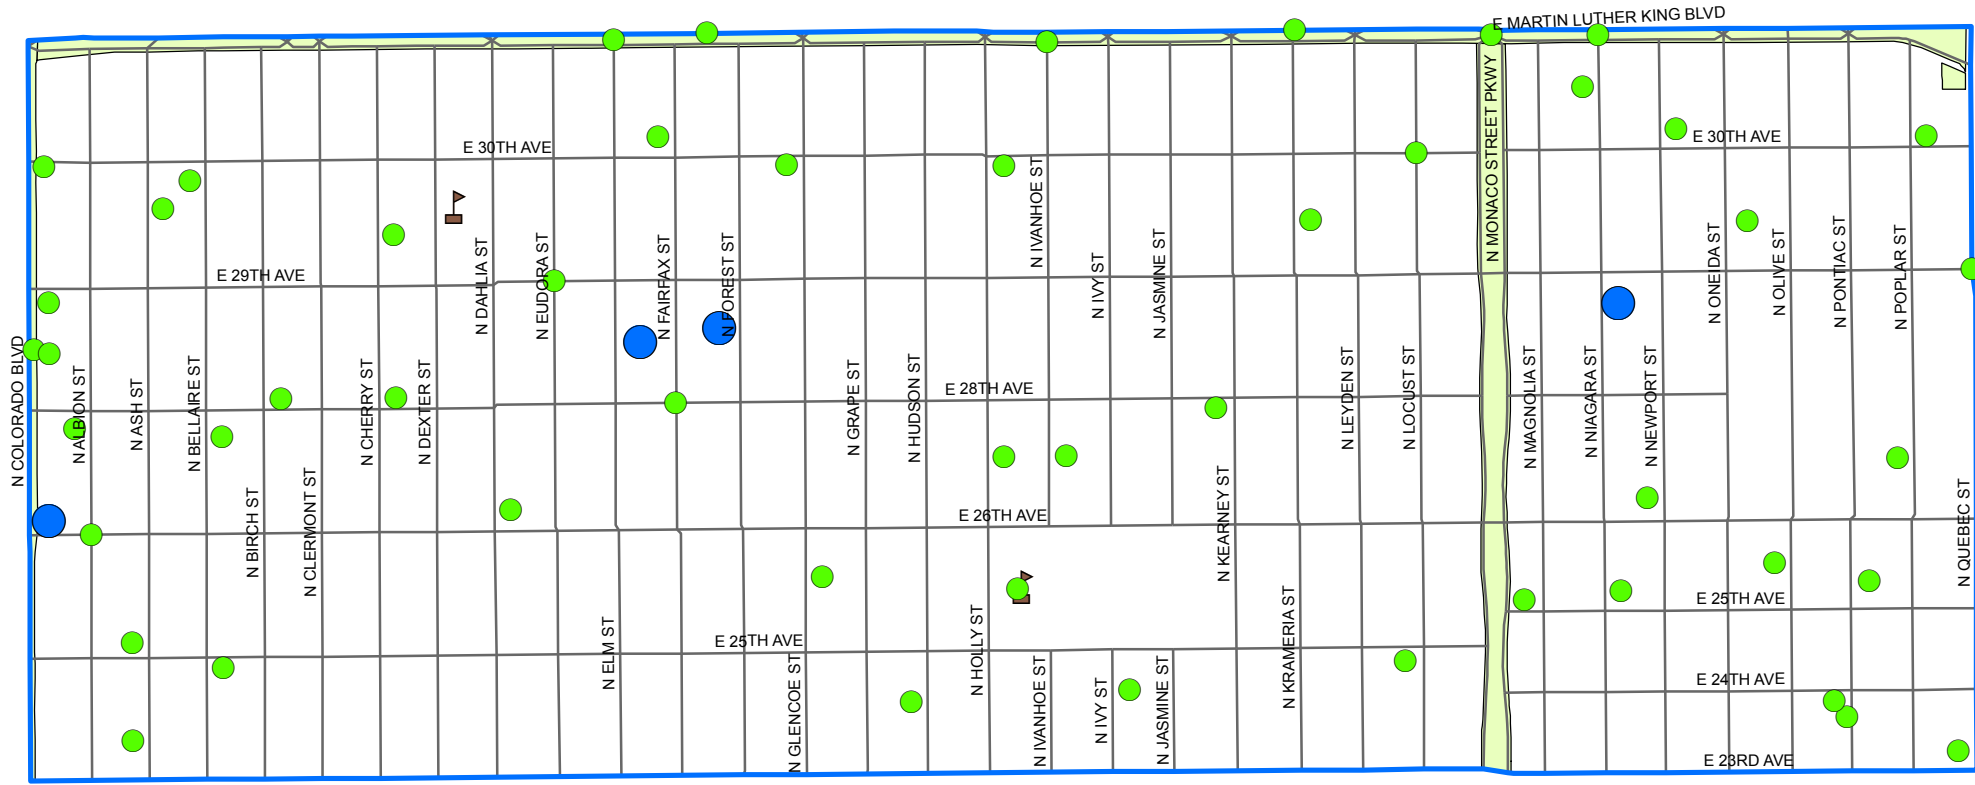 E MARTIN LUTHER KING BLVD
E 30TH AVE
E 30TH AVE
N MONACO STREET PKWY
N IVANHOE ST
E 29TH AVE
N DAHLIA ST
N EUDORA ST
N FAIRFAX ST
N FOREST ST
N IVY ST
N JASMINE ST
N ONEIDA ST
N OLIVE ST
N PONTIAC ST
N POPLAR ST
N COLORADO BLVD
N ALBION ST
N ASH ST
N BELLAIRE ST
N CHERRY ST
N DEXTER ST
N GRAPE ST
N HUDSON ST
E 28TH AVE
N LEYDEN ST
N LOCUST ST
N MAGNOLIA ST
N NIAGARA ST
N NEWPORT ST
N BIRCH ST
N CLERMONT ST
E 26TH AVE
N KEARNEY ST
N QUEBEC ST
E 25TH AVE
N ELM ST
E 25TH AVE
N GLENCOE ST
N HOLLY ST
N IVANHOE ST
N IVY ST
N JASMINE ST
N KRAMERIA ST
E 24TH AVE
E 23RD AVE